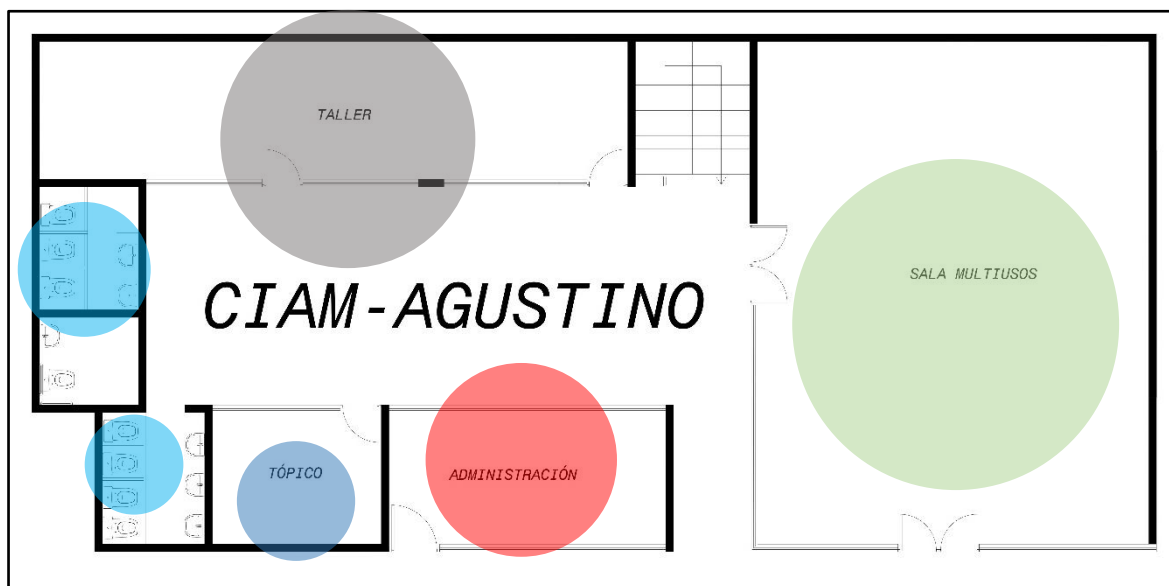 TALLER
SALA MULTIUSOS
CIAM-AGUSTINO
TÓPICO
ADMINISTRACIÓN